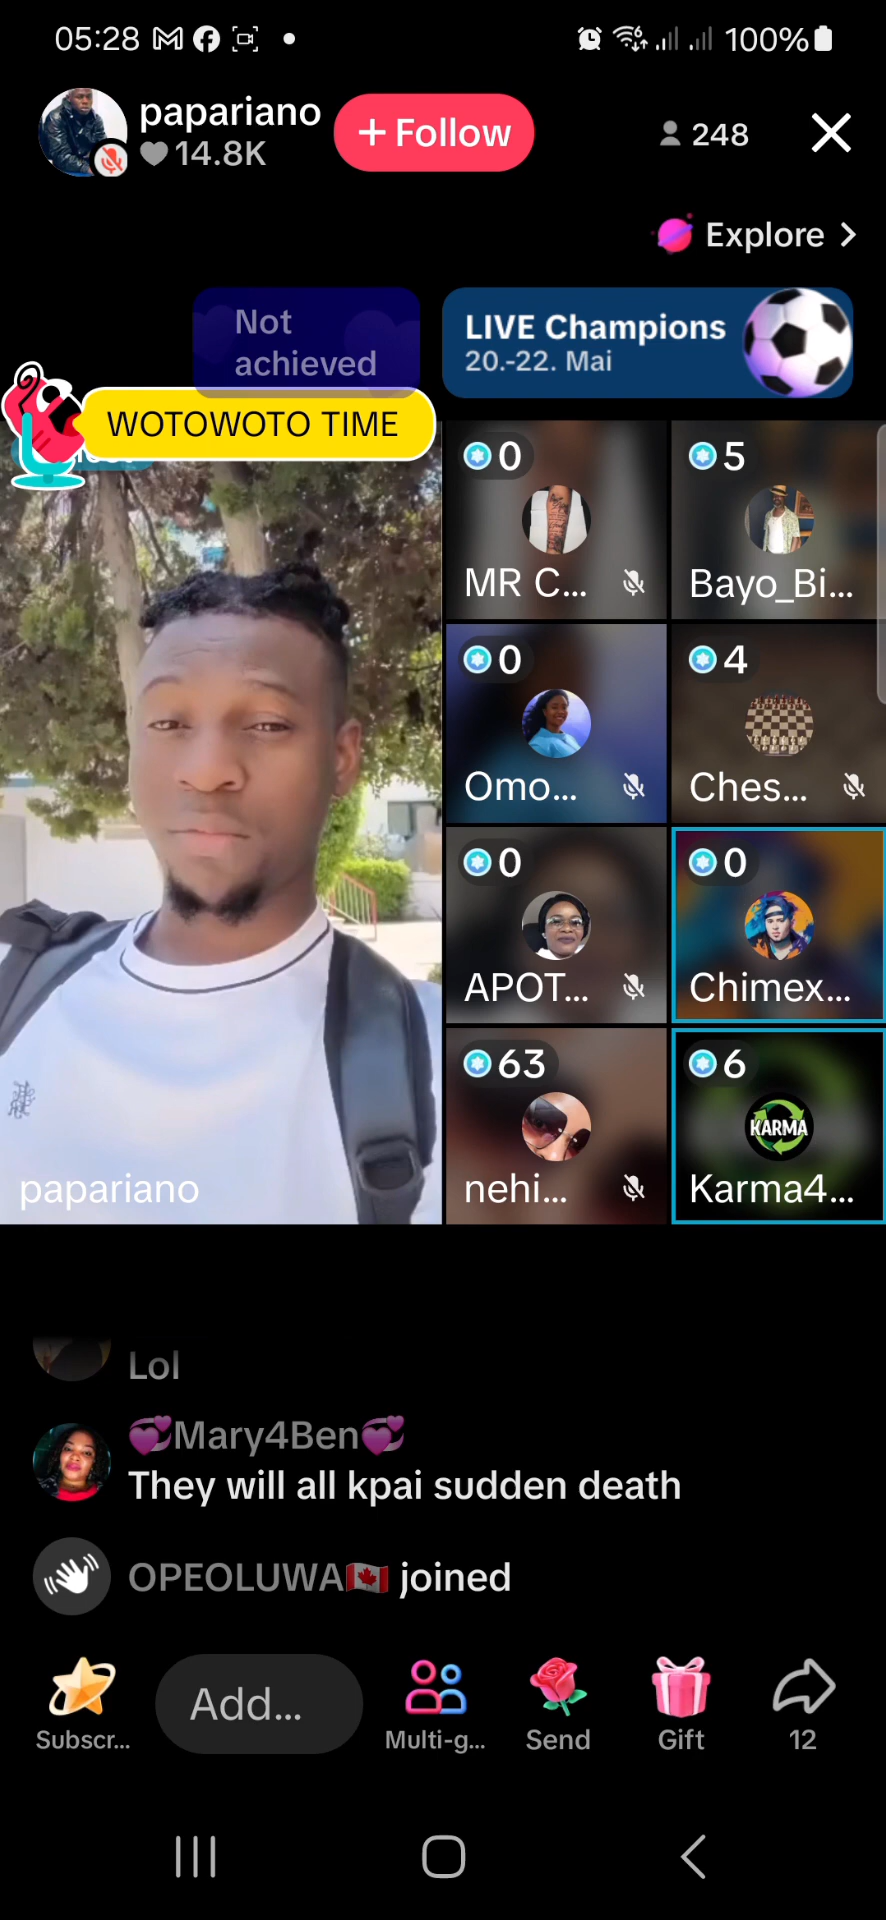 05:28
100%
papariano
14.8K
+ Follow
248
Explore
Not
achieved
LIVE Champions
20.-22. Mai
WOTOWOTO TIME
0
5
MR C...
Bayo_Bi...
0
4
Omo...
Ches...
0
0
APOT...
Chimex...
63
6
KARMA
papariano
nehi...
Karma4...
Lol
💞Mary4Ben💞
They will all kpai sudden death
OPEOLUWA🇨🇦 joined
Add...
Subscr...
Multi-g...
Send
Gift
12